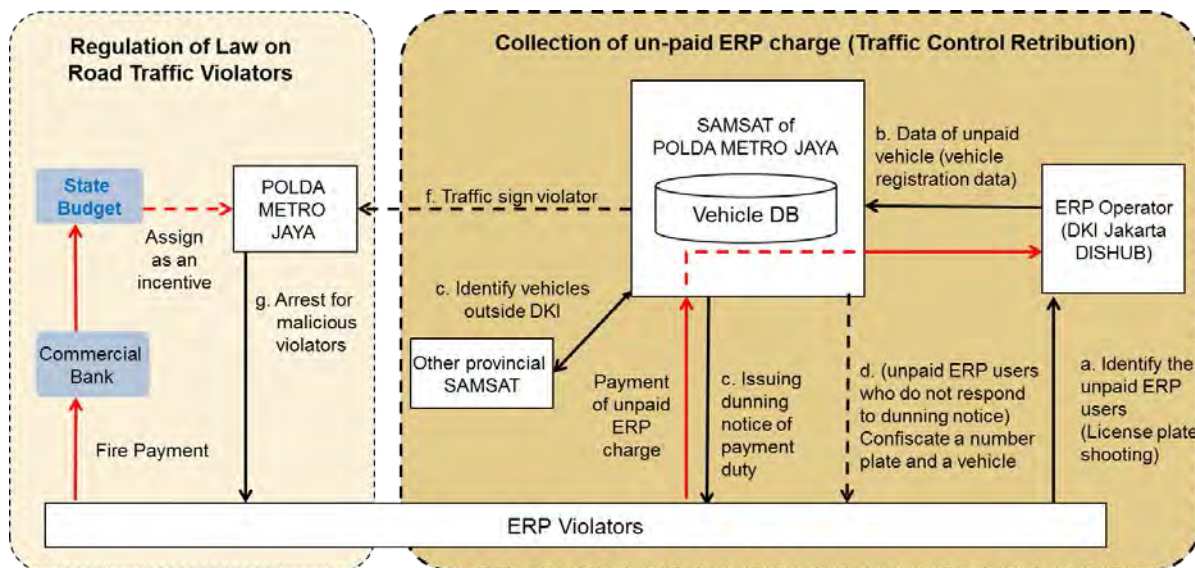 Regulation of Law on
Road Traffic Violators
State
Budget
Assign
as an
incentive
POLDA
METRO
JAYA
g. Arrest for
malicious
violators
Commercial
Bank
Fire Payment
Collection of un-paid ERP charge (Traffic Control Retribution)
SAMSAT of
POLDA METRO JAYA
Vehicle DB
b. Data of unpaid
vehicle (vehicle
registration data)
ERP Operator
(DKI Jakarta
DISHUB)
f. Traffic sign violator
c. Identify vehicles
outside DKI
Other provincial
SAMSAT
Payment
of unpaid
ERP
charge
c. Issuing
dunning
notice of
payment
duty
d. (unpaid ERP users
who do not respond
to dunning notice)
Confiscate a number
plate and a vehicle
a. Identify the
unpaid ERP
users
(License plate
shooting)
ERP Violators